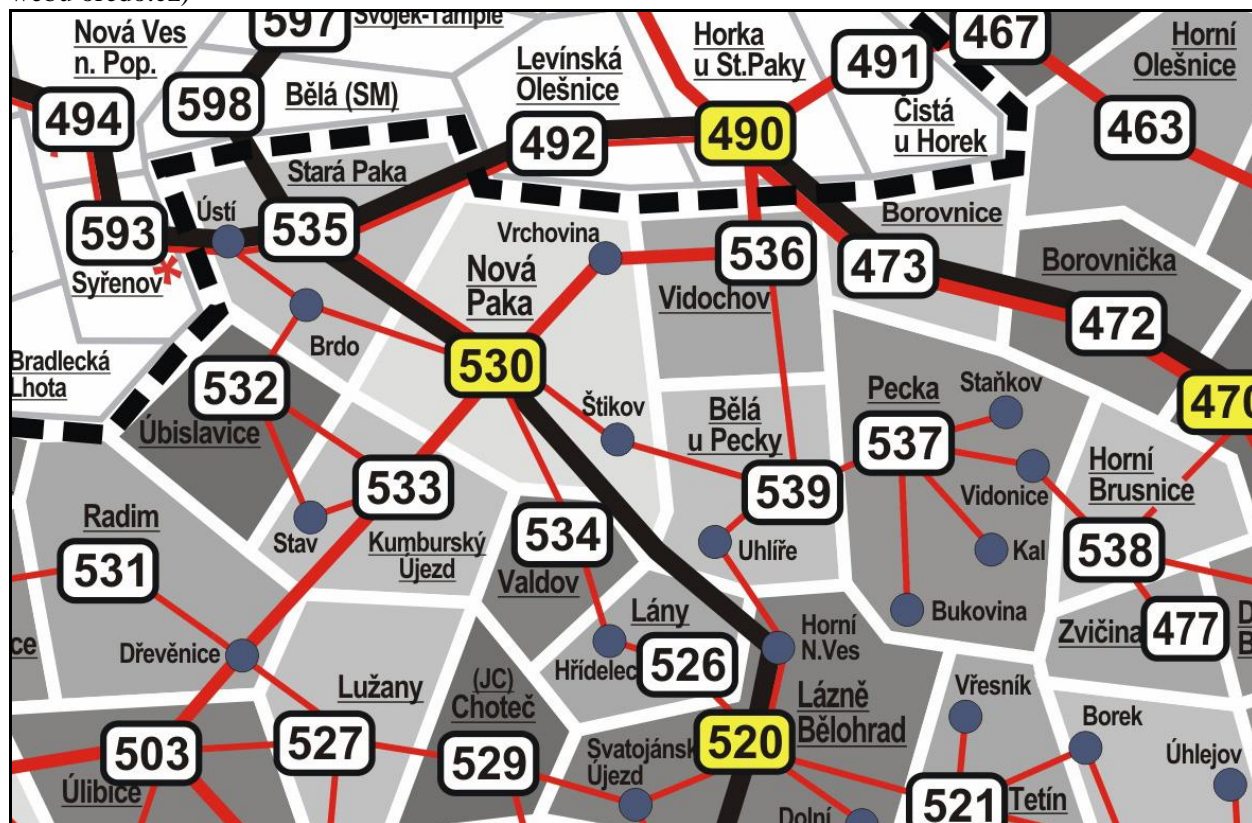 webu oredo.cz)
597
Svojek-Tample
Nová Ves
n. Pop.
494
598
Bělá (SM)
Levínská
Olešnice
492
Horka
u St.Paky
490
491
467
Horní
Olešnice
463
Čistá
u Horek
Stará Paka
Ústí
593
Syřenov
535
Vrchovina
Nová
Paka
536
Vidochov
Borovnice
473
Borovnička
472
470
Bradlecká
Lhota
Brdo
530
532
Úbislavice
Štikov
Bělá
u Pecky
Pecka
Staňkov
537
539
533
Vidonice
Horní
Brusnice
Radim
531
Stav
Kumburský
Újezd
534
Valdov
Uhlíře
Kal
538
Bukovina
Zvičina
477
Dřevěnice
Lány
Hřídelec
526
Horní
N.Ves
Lužany
(JC)
Choteč
Lázně
Bělohrad
Vřesník
Borek
503
Úlibice
527
529
Svatojánsk
Újezd
520
Úhlejov
521
Tetín
Dolní